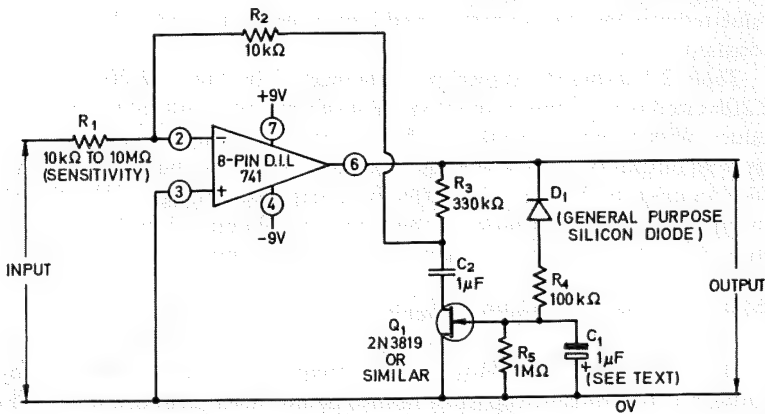 R2
10kΩ
+9V
R1
10kΩ TO 10MΩ
(SENSITIVITY)
2
−
7
8-PIN D.I.L
741
6
3
+
4
-9V
R3
330kΩ
D1
(GENERAL PURPOSE
SILICON DIODE)
INPUT
C2
1µF
R4
100kΩ
OUTPUT
Q1
2N3819
OR
SIMILAR
R5
1MΩ
C1
1µF
+
(SEE TEXT)
OV